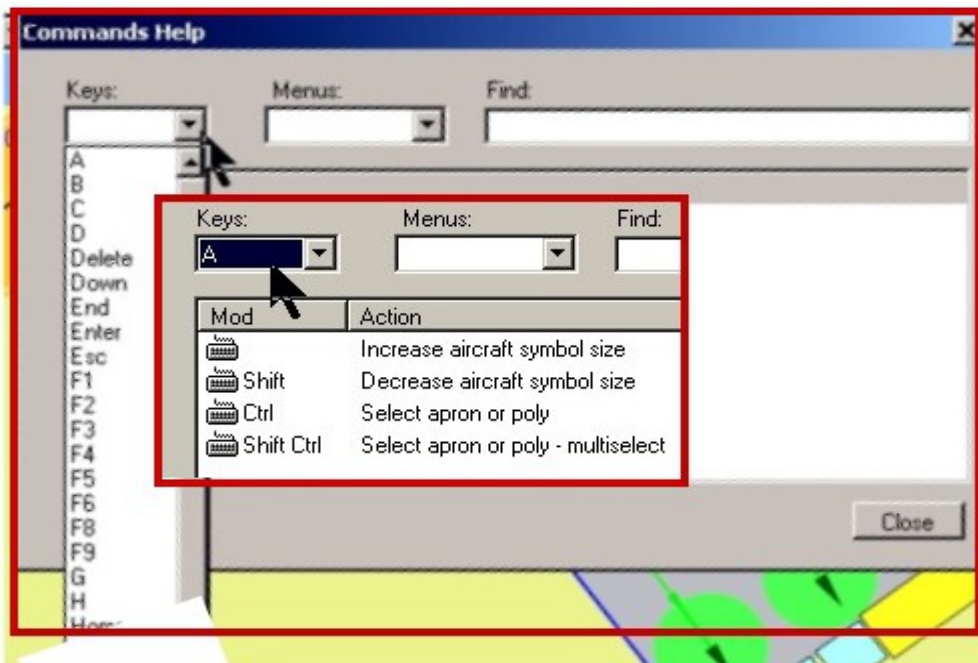 Commands Help
Keys: Menus: Find:
A
B
C
D
Delete
Down
End
Enter
Esc
F1
F2
F3
F4
F5
F6
F8
F9
G
H
Keys: Menus: Find:
A
Mod Action
Increase aircraft symbol size
Shift Decrease aircraft symbol size
Ctrl Select apron or poly
Shift Ctrl Select apron or poly - multiselect
Close